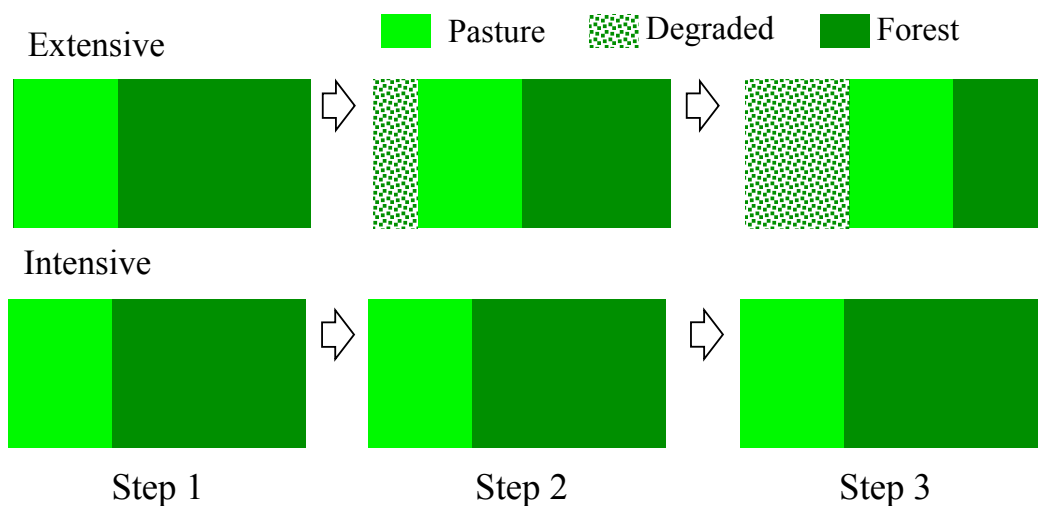 Extensive
Pasture
Degraded
Forest
Intensive
Step 1
Step 2
Step 3